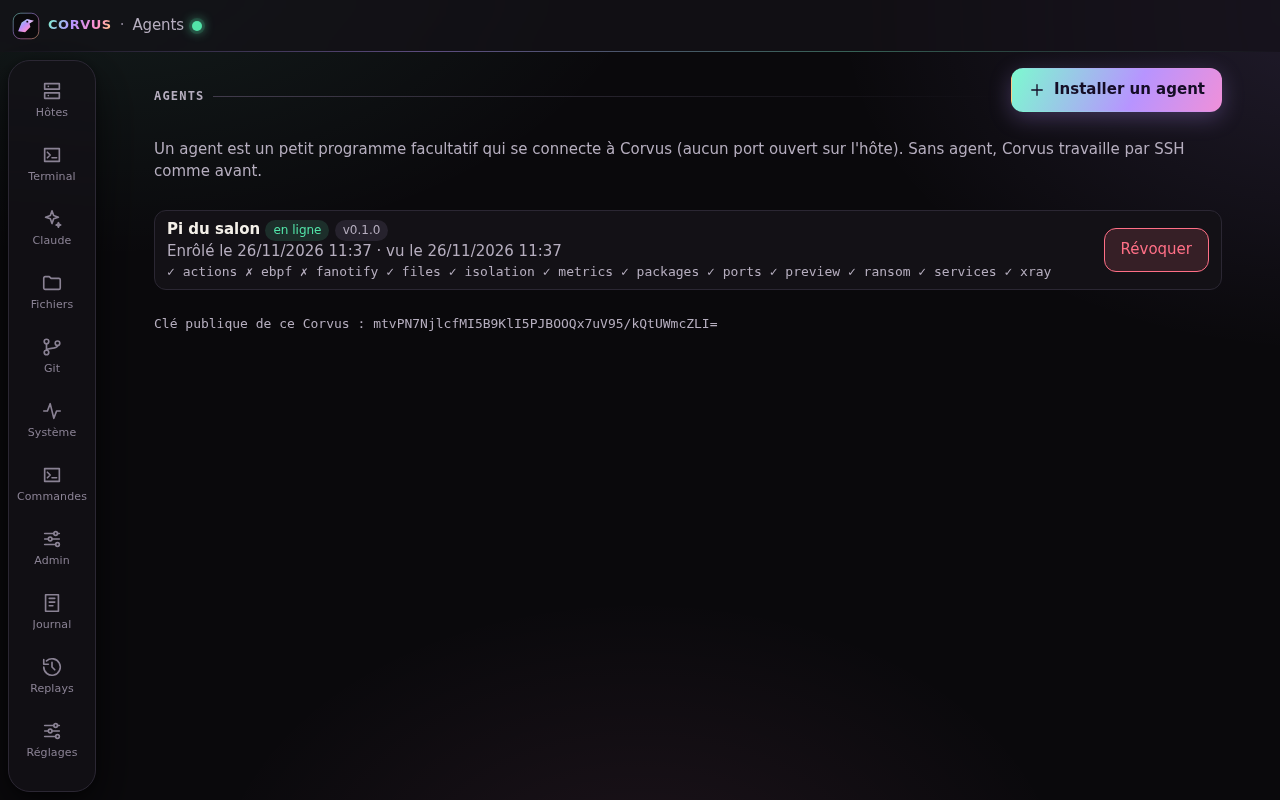 CORVUS · Agents
Hôtes
Terminal
Claude
Fichiers
Git
Système
Commandes
Admin
Journal
Replays
Réglages
AGENTS
+ Installer un agent
Un agent est un petit programme facultatif qui se connecte à Corvus (aucun port ouvert sur l'hôte). Sans agent, Corvus travaille par SSH
comme avant.
Pi du salon en ligne v0.1.0
Enrôlé le 26/11/2026 11:37 · vu le 26/11/2026 11:37
✓ actions ✗ ebpf ✗ fanotify ✓ files ✓ isolation ✓ metrics ✓ packages ✓ ports ✓ preview ✓ ransom ✓ services ✓ xray
Révoquer
Clé publique de ce Corvus : mtvPN7NjlcfMI5B9KlI5PJBOOQx7uV95/kQtUWmcZLI=